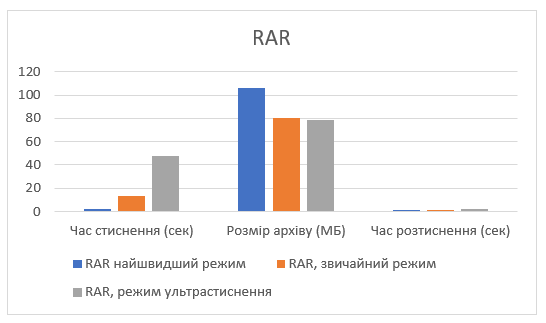 RAR
120
100
80
60
40
20
0
Час стиснення (сек) Розмір архіву (МБ) Час розтиснення (сек)
RAR найшвидший режим RAR, звичайний режим
RAR, режим ультрастиснення